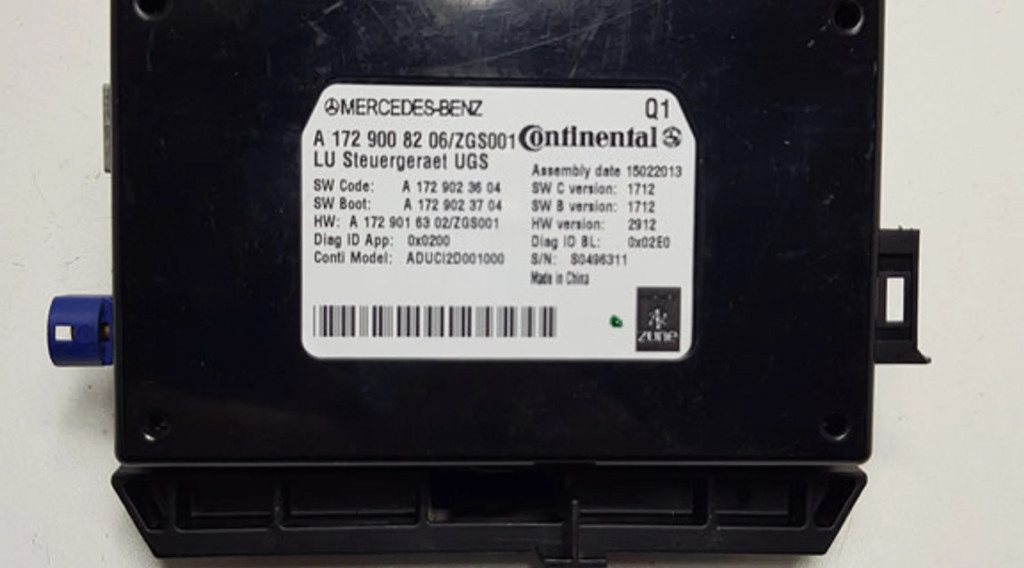 MERCEDES-BENZ
Q1
A 172 900 82 06/ZGS001
Continental
LU Steuergeraet UGS
Assembly date 15022013
SW Code: A 172 902 36 04
SW C version: 1712
SW Boot: A 172 902 37 04
SW B version: 1712
HW: A 172 901 63 02/ZGS001
HW version: 2912
Diag ID App: 0x0200
Diag ID BL: 0x02E0
Conti Model: ADUCI2D001000
S/N: S0496311
Made in China
zune